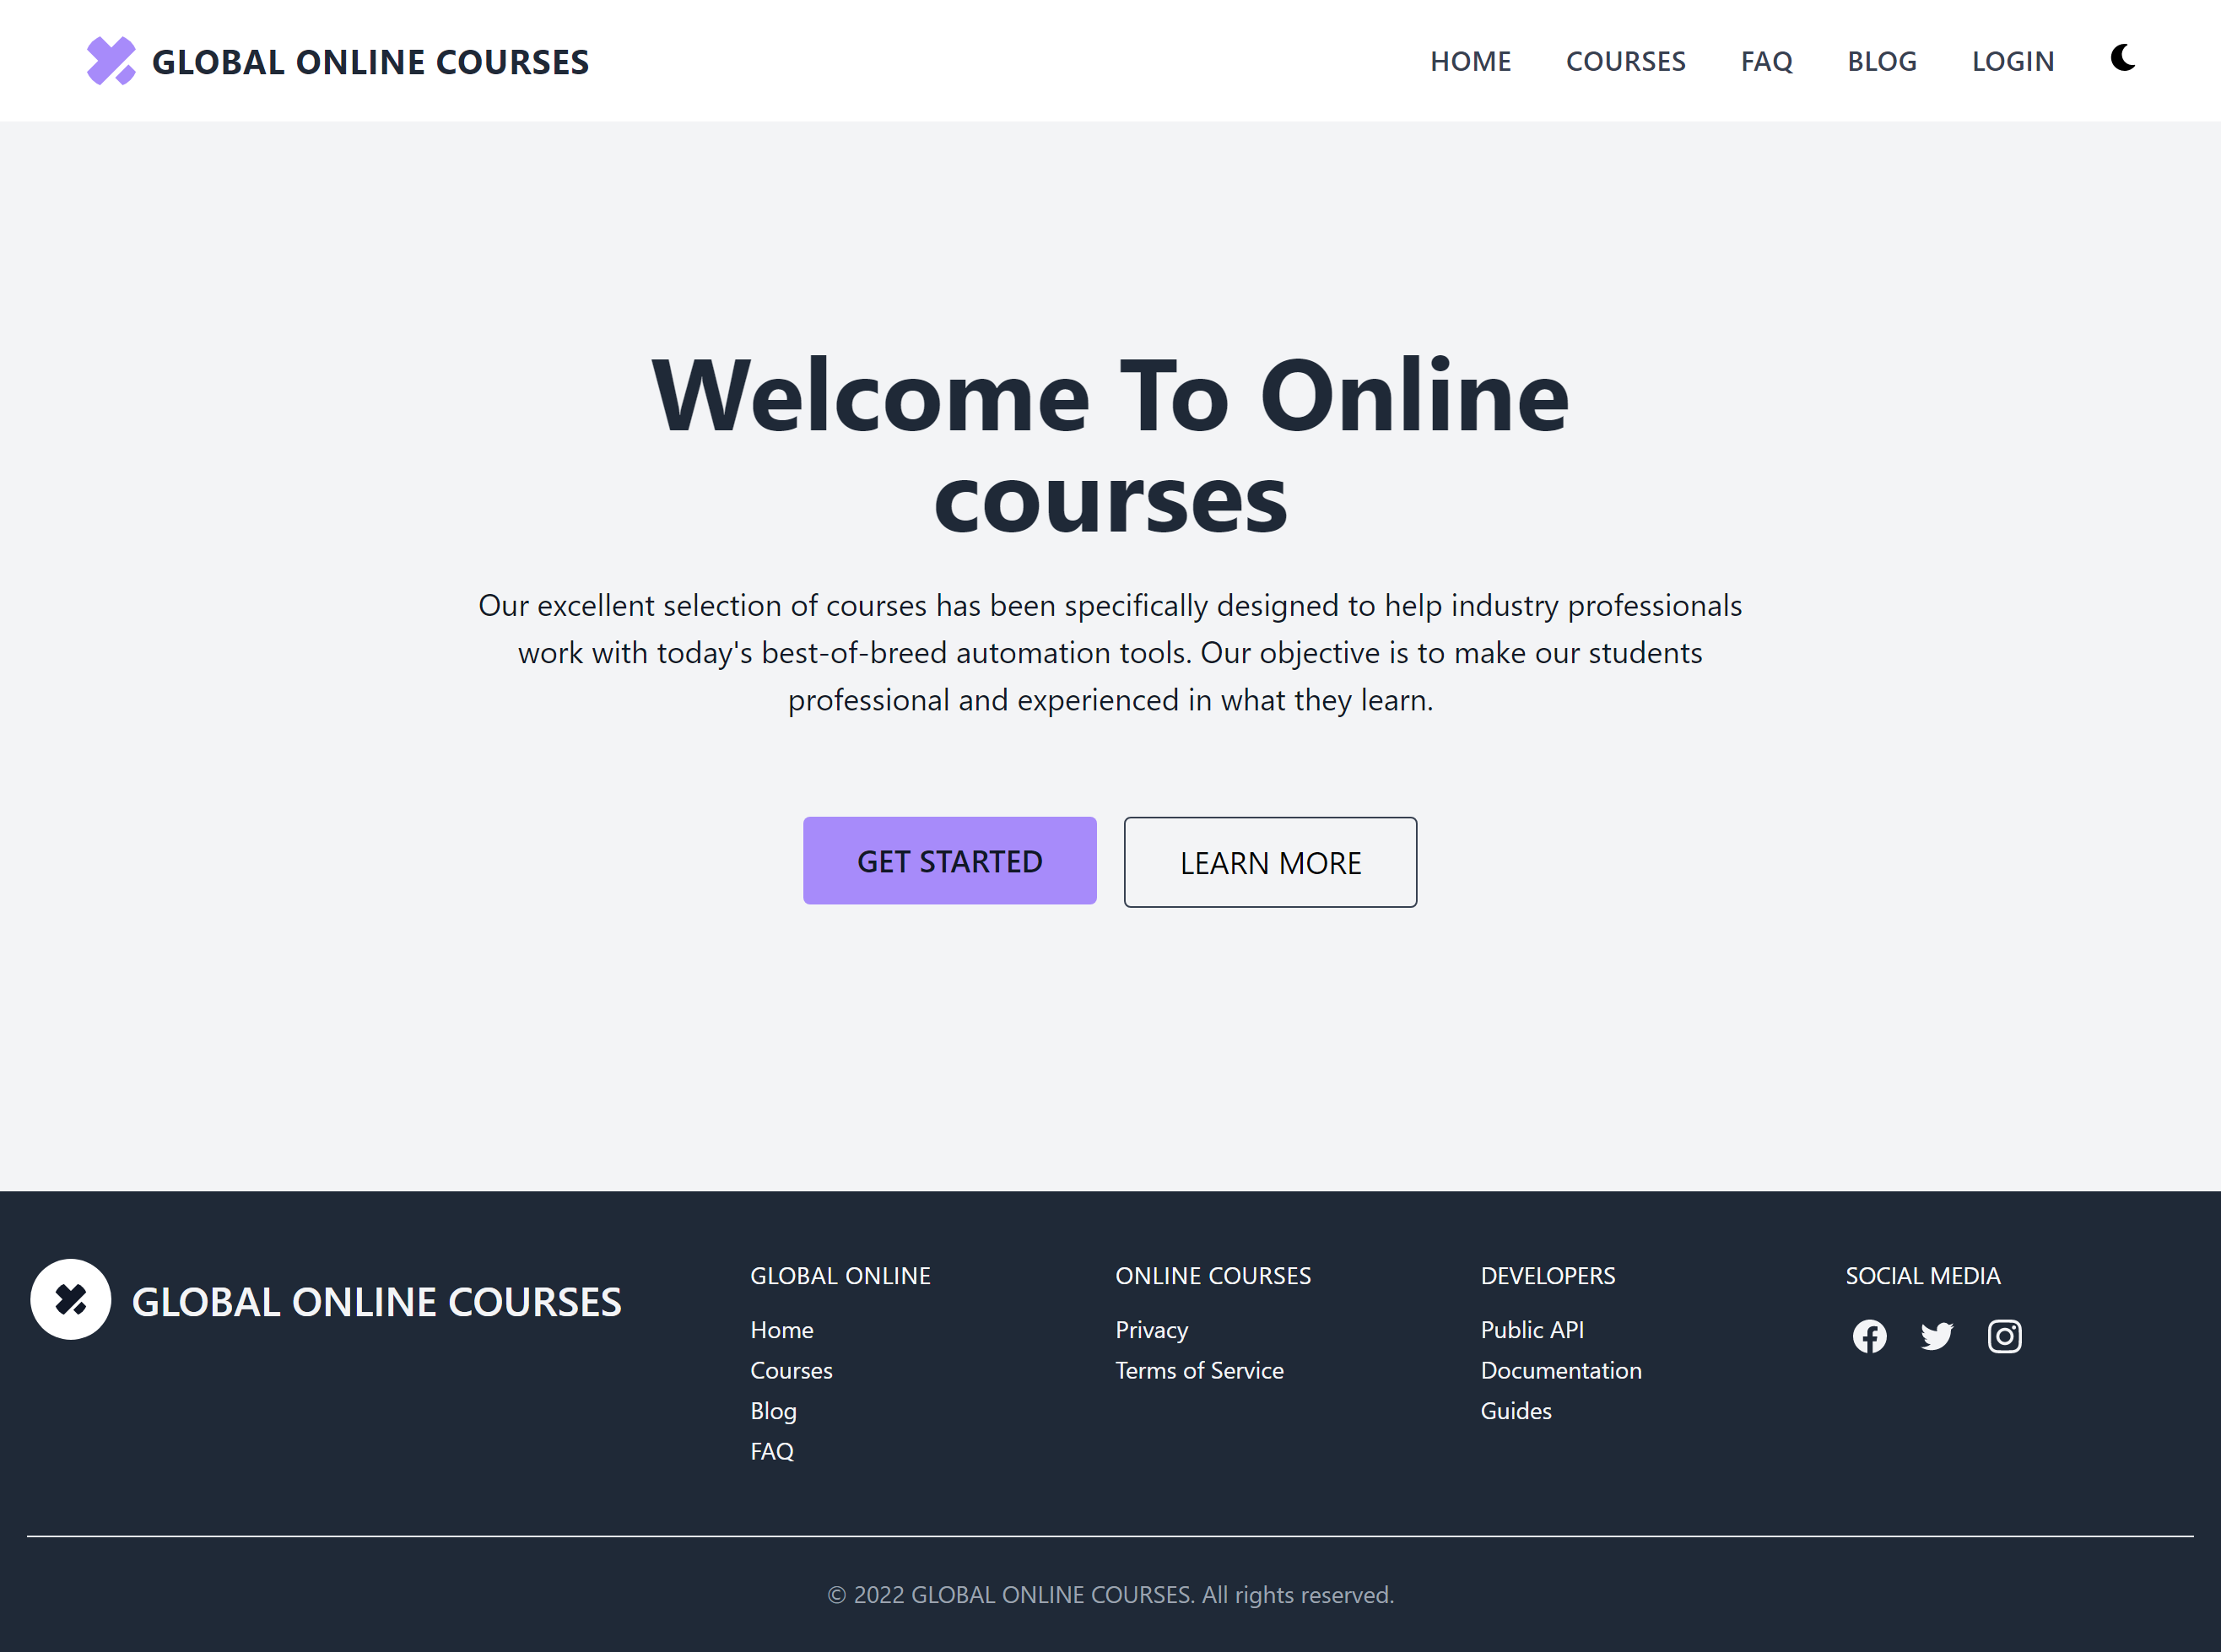 GLOBAL ONLINE COURSES
HOME COURSES FAQ BLOG LOGIN
Welcome To Online
courses
Our excellent selection of courses has been specifically designed to help industry professionals
work with today's best-of-breed automation tools. Our objective is to make our students
professional and experienced in what they learn.
GET STARTED
LEARN MORE
GLOBAL ONLINE COURSES
GLOBAL ONLINE
Home
Courses
Blog
FAQ
ONLINE COURSES
Privacy
Terms of Service
DEVELOPERS
Public API
Documentation
Guides
SOCIAL MEDIA
© 2022 GLOBAL ONLINE COURSES. All rights reserved.